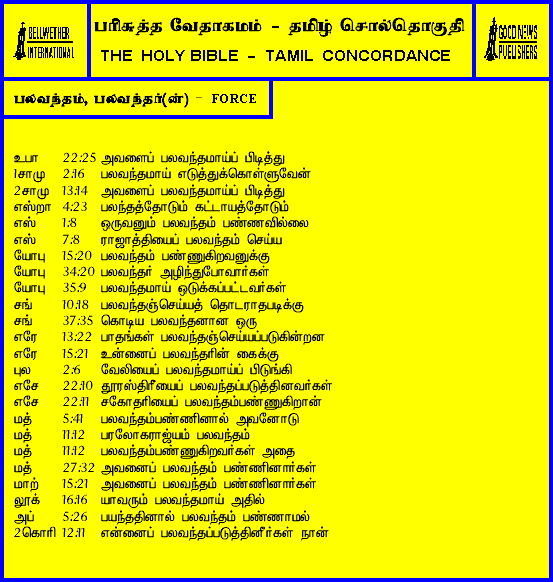 BELLWETHER INTERNATIONAL
பரிசுத்த வேதாகமம் - தமிழ் சொல்தொகுதி
THE HOLY BIBLE - TAMIL CONCORDANCE
GOOD NEWS PUBLISHERS
பலவந்தம், பலவந்தர்(ன்) - FORCE
உபா 22:25 அவளைப் பலவந்தமாய்ப் பிடித்து
1சாமு 2:16 பலவந்தமாய் எடுத்துக்கொள்ளுவேன்
2சாமு 13:14 அவளைப் பலவந்தமாய்ப் பிடித்து
எஸ்றா 4:23 பலந்தத்தோடும் கட்டாயத்தோடும்
எஸ் 1:8 ஒருவனும் பலவந்தம் பண்ணவில்லை
எஸ் 7:8 ராஜாத்தியைப் பலவந்தம் செய்ய
யோபு 15:20 பலவந்தம் பண்ணுகிறவனுக்கு
யோபு 34:20 பலவந்தர் அழிந்துபோவார்கள்
யோபு 35:9 பலவந்தமாய் ஒடுக்கப்பட்டவர்கள்
சங் 10:18 பலவந்தஞ்செய்யத் தொடராதபடிக்கு
சங் 37:35 கொடிய பலவந்தனான ஒரு
எரே 13:22 பாதங்கள் பலவந்தஞ்செய்யப்படுகின்றன
எரே 15:21 உன்னைப் பலவந்தரின் கைக்கு
புல 2:6 வேலியைப் பலவந்தமாய்ப் பிடுங்கி
எசே 22:10 தூரஸ்திரீயைப் பலவந்தப்படுத்தினவர்கள்
எசே 22:11 சகோதரியைப் பலவந்தம்பண்ணுகிறான்
மத் 5:41 பலவந்தம்பண்ணினால் அவனோடு
மத் 11:12 பரலோகராஜ்யம் பலவந்தம்
மத் 11:12 பலவந்தம்பண்ணுகிறவர்கள் அதை
மத் 27:32 அவனைப் பலவந்தம் பண்ணினார்கள்
மாற் 15:21 அவனைப் பலவந்தம் பண்ணினார்கள்
லூக் 16:16 யாவரும் பலவந்தமாய் அதில்
அப் 5:26 பயந்ததினால் பலவந்தம் பண்ணாமல்
2கொரி 12:11 என்னைப் பலவந்தப்படுத்தினீர்கள் நான்